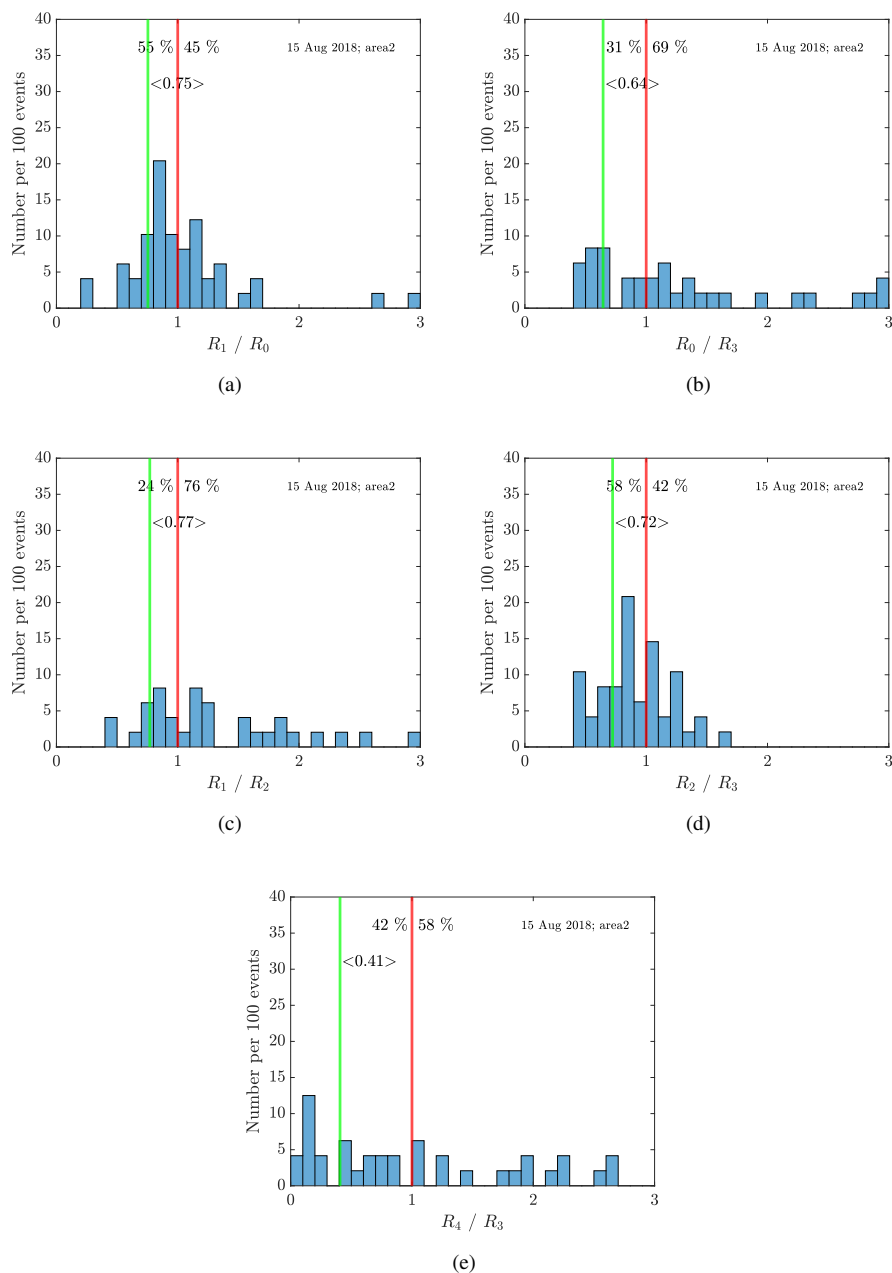 40
35
30
25
20
15
10
5
0
Number per 100 events
55 % 45 %
15 Aug 2018; area2
<0.75>
0 1 2 3
R₁ / R₀
(a)
40
35
30
25
20
15
10
5
0
Number per 100 events
31 % 69 %
15 Aug 2018; area2
<0.64>
0 1 2 3
R₀ / R₃
(b)
40
35
30
25
20
15
10
5
0
Number per 100 events
24 % 76 %
15 Aug 2018; area2
<0.77>
0 1 2 3
R₁ / R₂
(c)
40
35
30
25
20
15
10
5
0
Number per 100 events
58 % 42 %
15 Aug 2018; area2
<0.72>
0 1 2 3
R₂ / R₃
(d)
40
35
30
25
20
15
10
5
0
Number per 100 events
42 % 58 %
15 Aug 2018; area2
<0.41>
0 1 2 3
R₄ / R₃
(e)